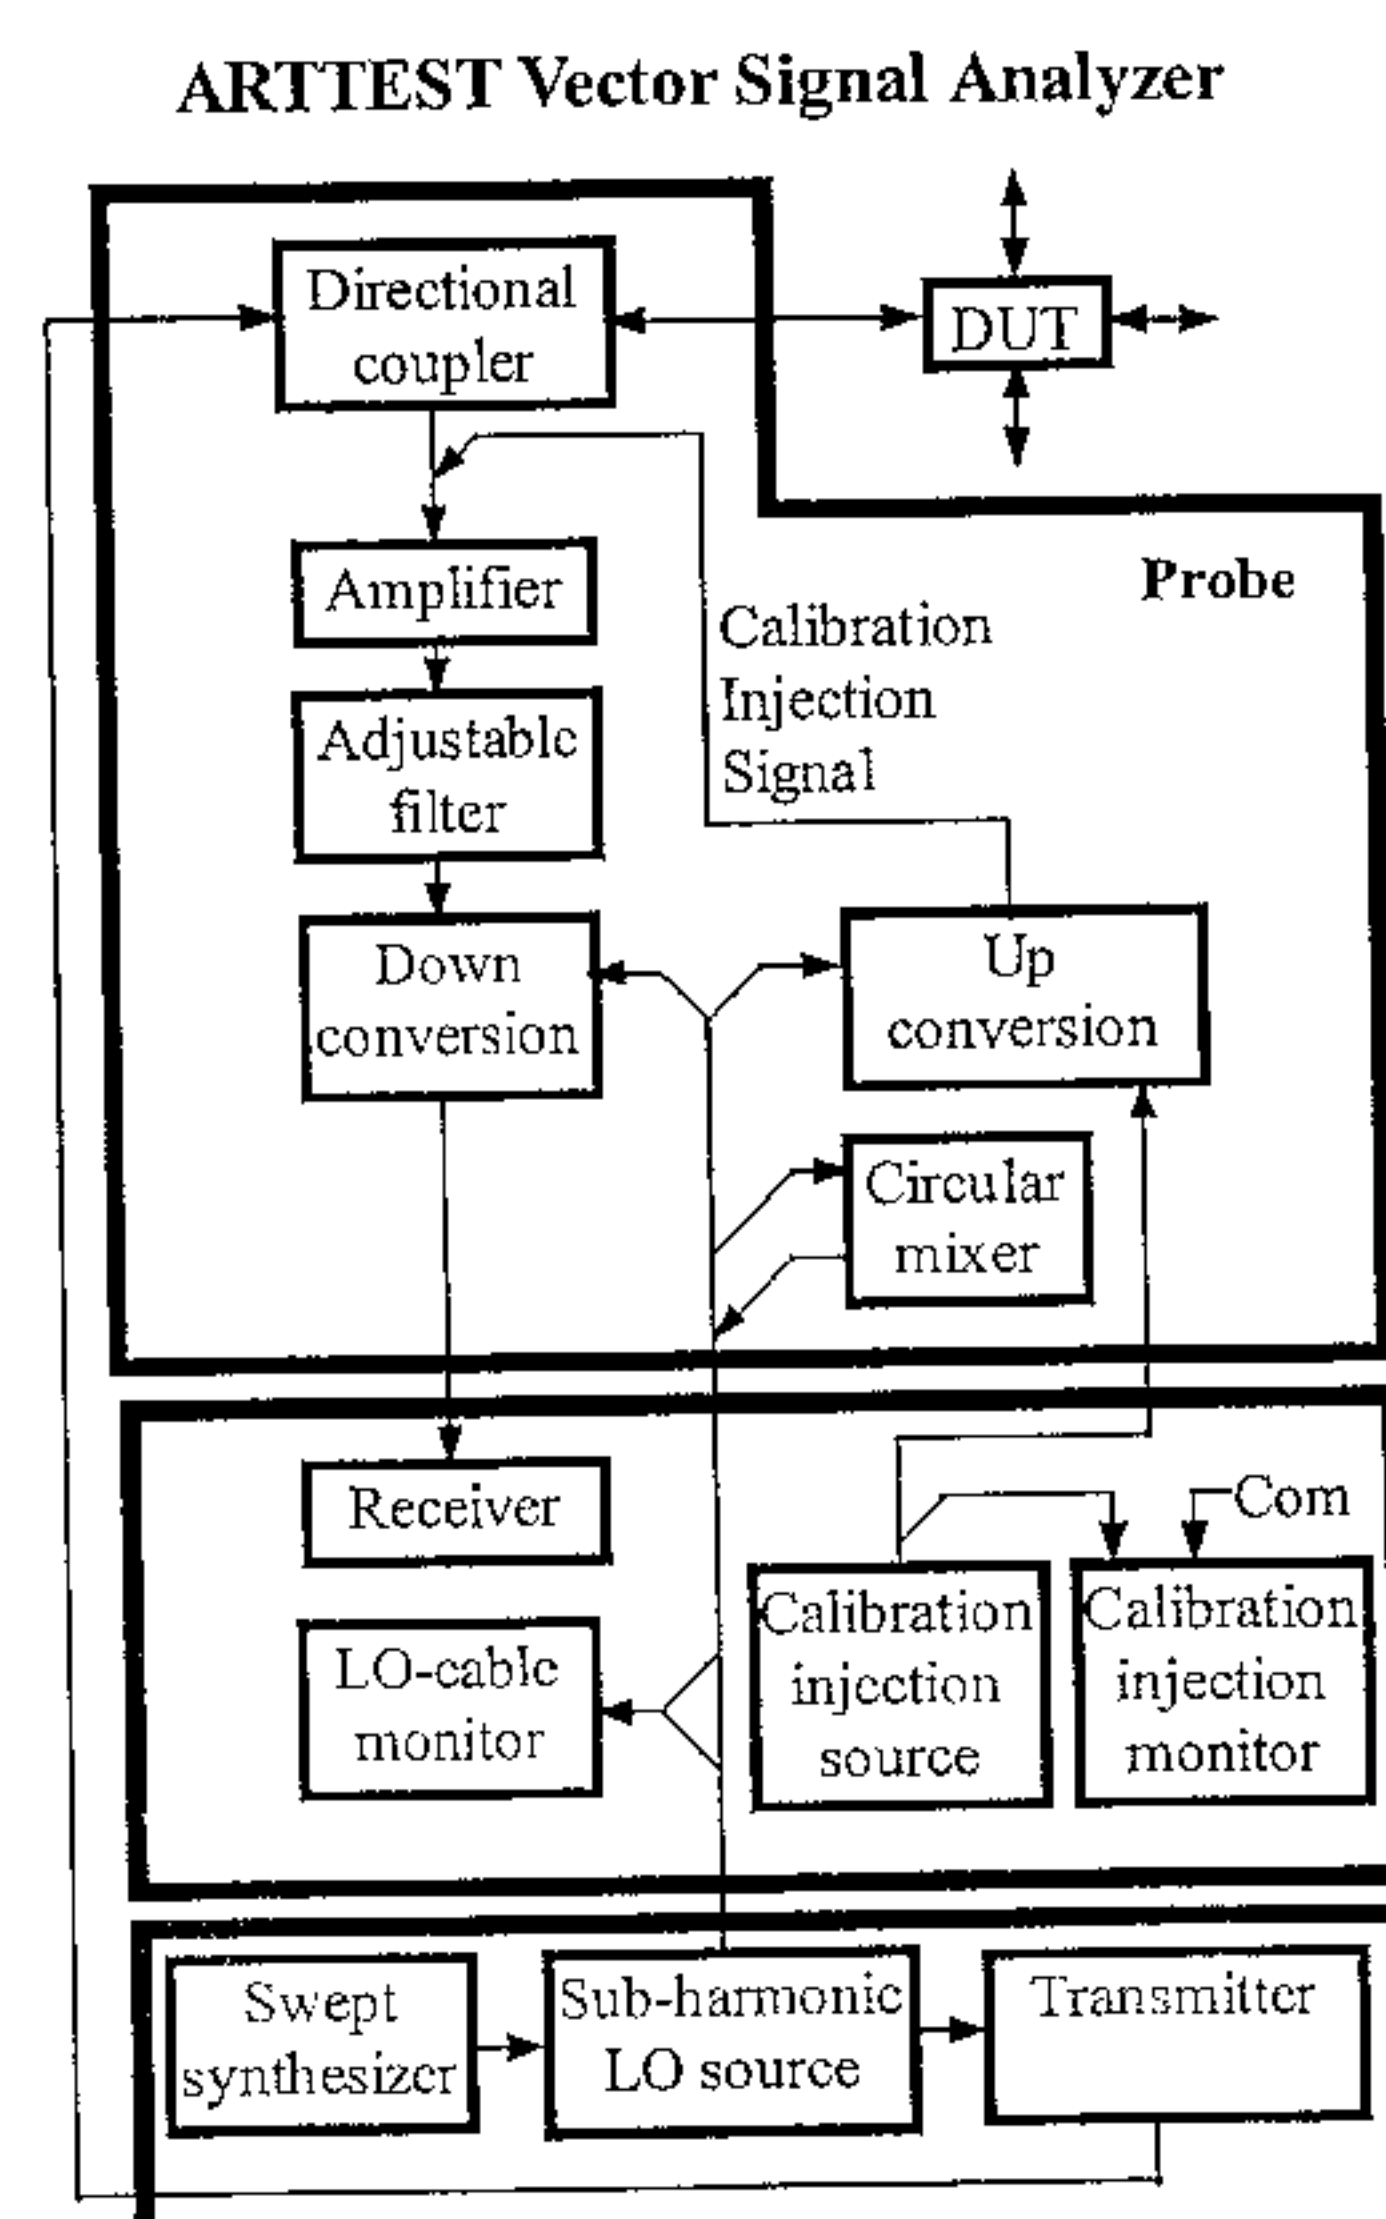 ARTTEST Vector Signal Analyzer
Directional
coupler
DUT
Amplifier
Probe
Calibration
Injection
Signal
Adjustable
filter
Down
conversion
Up
conversion
Circular
mixer
Receiver
Com
LO-cable
monitor
Calibration
injection
source
Calibration
injection
monitor
Swept
synthesizer
Sub-harmonic
LO source
Transmitter